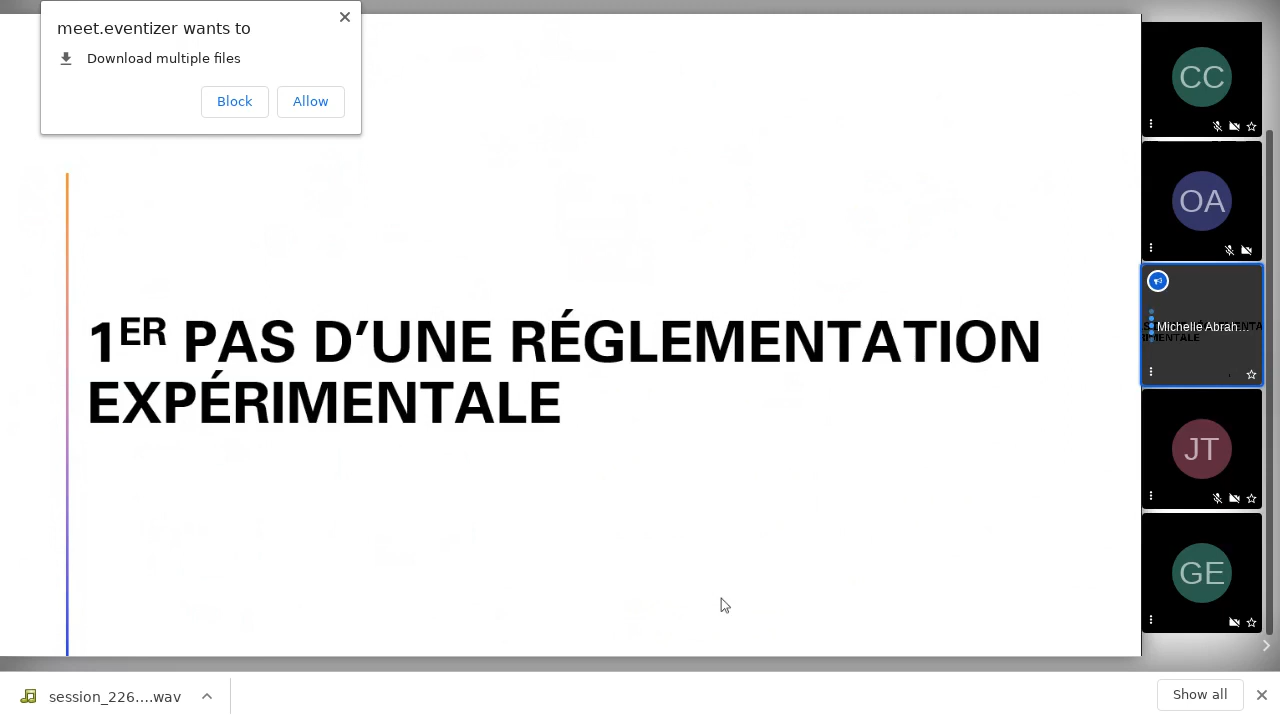 meet.eventizer wants to
Download multiple files
Block
Allow
1ER PAS D’UNE RÉGLEMENTATION
EXPÉRIMENTALE
CC
OA
Michelle Abrah...
JT
GE
session_226....wav
Show all